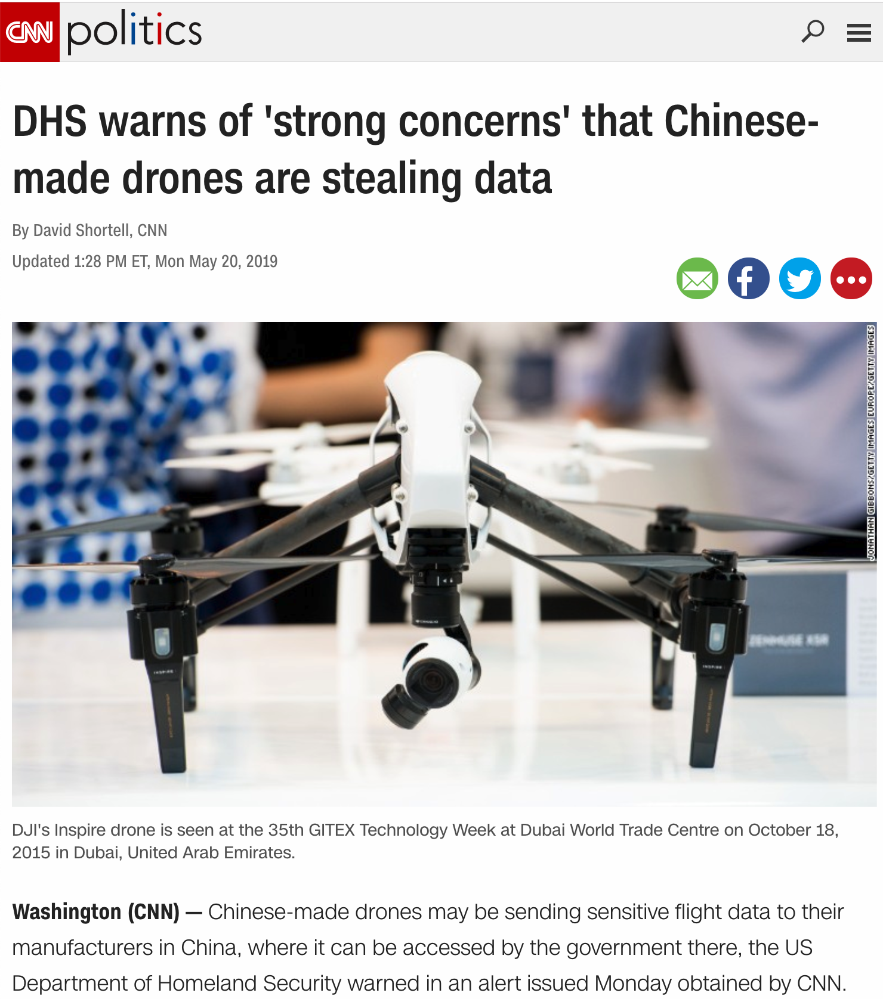 CNN politics
DHS warns of 'strong concerns' that Chinese-
made drones are stealing data
By David Shortell, CNN
Updated 1:28 PM ET, Mon May 20, 2019
JONATHAN GIBBONS/GETTY IMAGES EUROPE/GETTY IMAGES
ZENMUSE X5R
INSPIRE 1
INSPIRE 1
DJI's Inspire drone is seen at the 35th GITEX Technology Week at Dubai World Trade Centre on October 18,
2015 in Dubai, United Arab Emirates.
Washington (CNN) — Chinese-made drones may be sending sensitive flight data to their
manufacturers in China, where it can be accessed by the government there, the US
Department of Homeland Security warned in an alert issued Monday obtained by CNN.